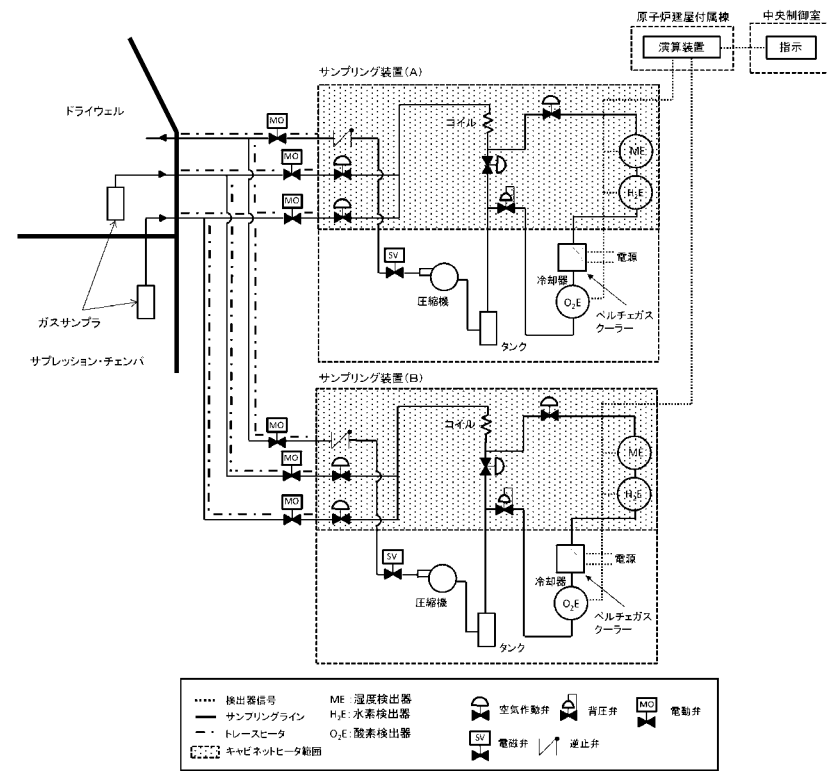 原子炉建屋付属棟
中央制御室
演算装置
指示
サンプリング装置(A)
ドライウェル
MO
コイル
MO
ME
MO
H₂E
SV
電源
冷却器
圧縮機
O₂E
ペルチェガス
クーラー
タンク
ガスサンプラ
サプレッション・チェンバ
サンプリング装置(B)
MO
コイル
MO
ME
MO
H₂E
SV
電源
冷却器
圧縮機
O₂E
ペルチェガス
クーラー
タンク
検出器信号
サンプリングライン
トレースヒータ
キャビネットヒータ範囲
ME:湿度検出器
H₂E:水素検出器
O₂E:酸素検出器
空気作動弁
背圧弁
MO
電動弁
SV
電磁弁
逆止弁